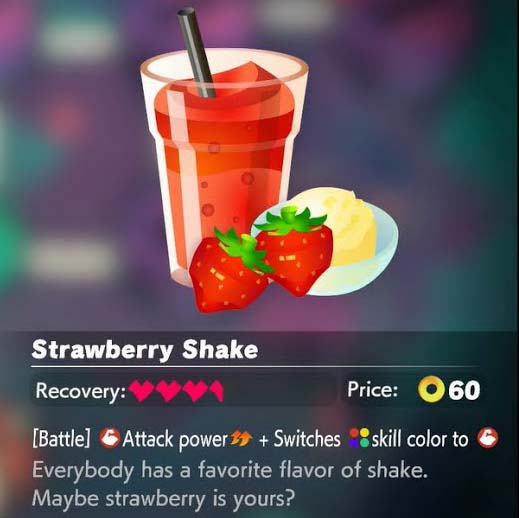 Strawberry Shake
Recovery: Price: 60
[Battle] Attack power + Switches skill color to
Everybody has a favorite flavor of shake.
Maybe strawberry is yours?